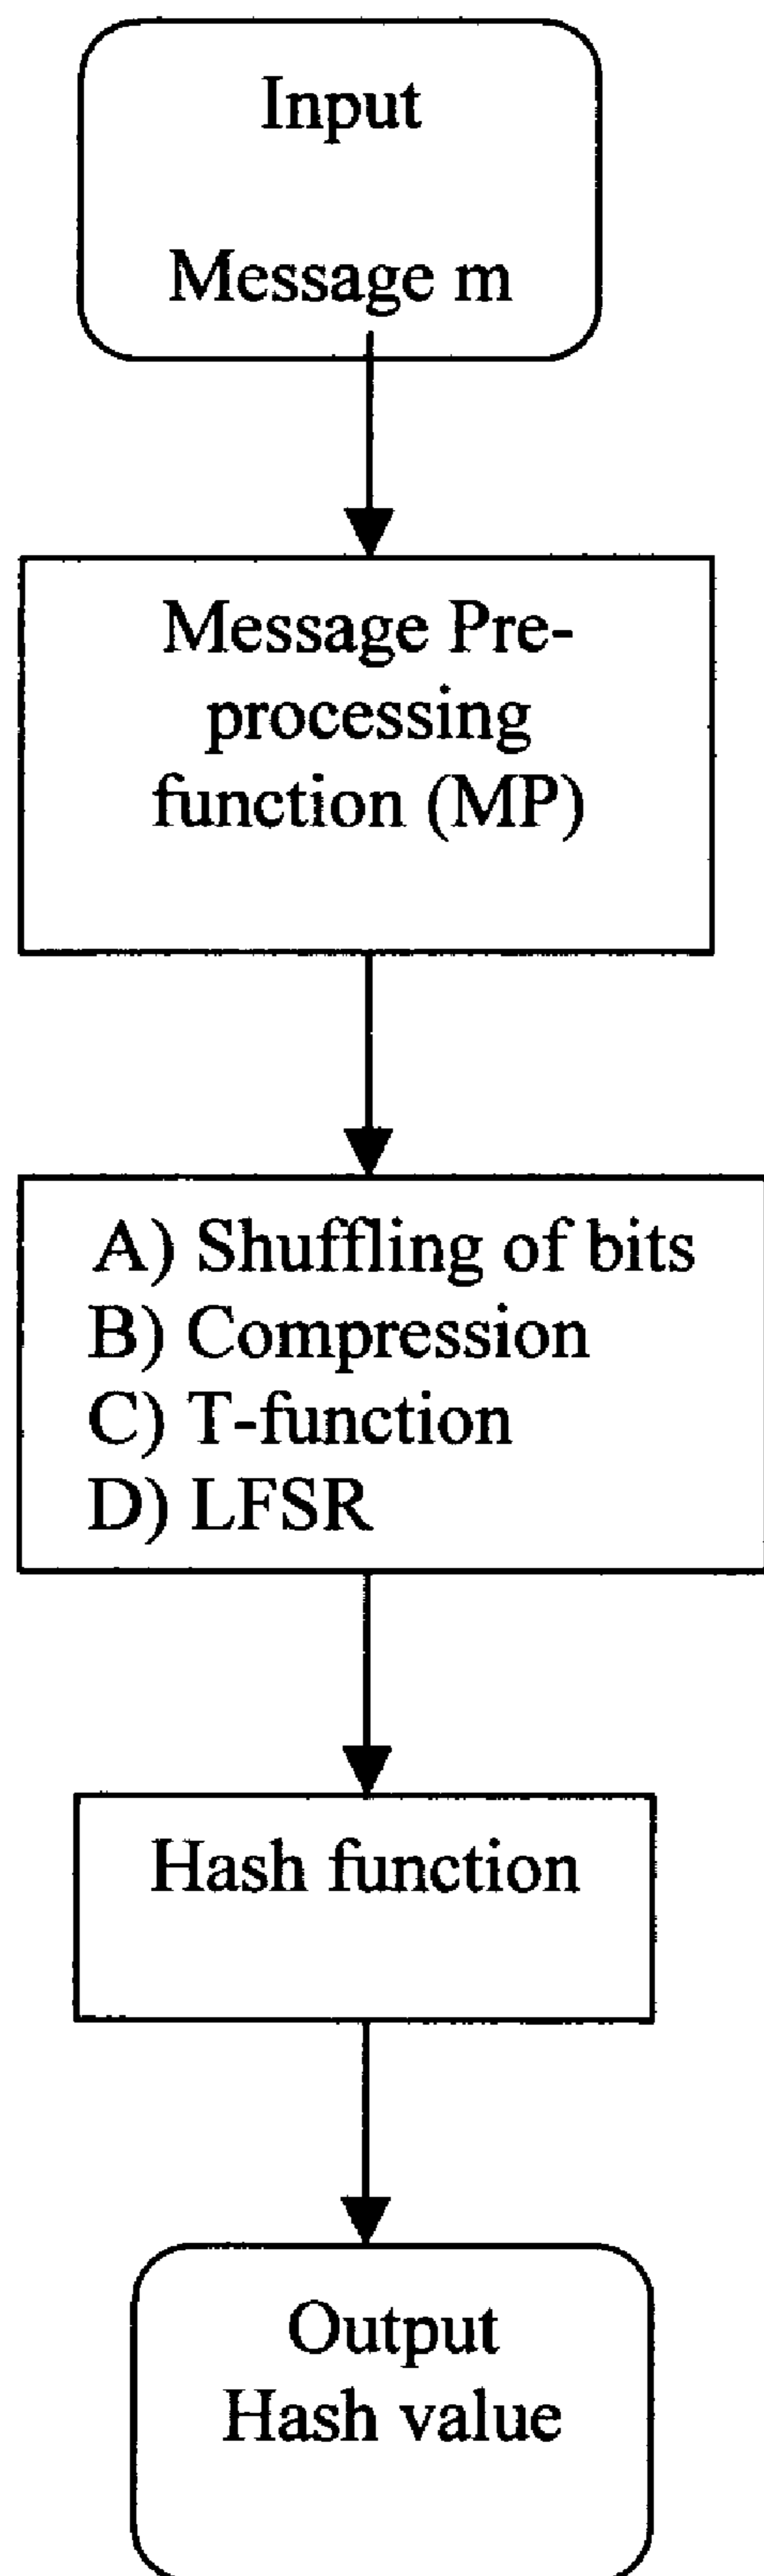 Input
Message m
Message Pre-
processing
function (MP)
A) Shuffling of bits
B) Compression
C) T-function
D) LFSR
Hash function
Output
Hash value